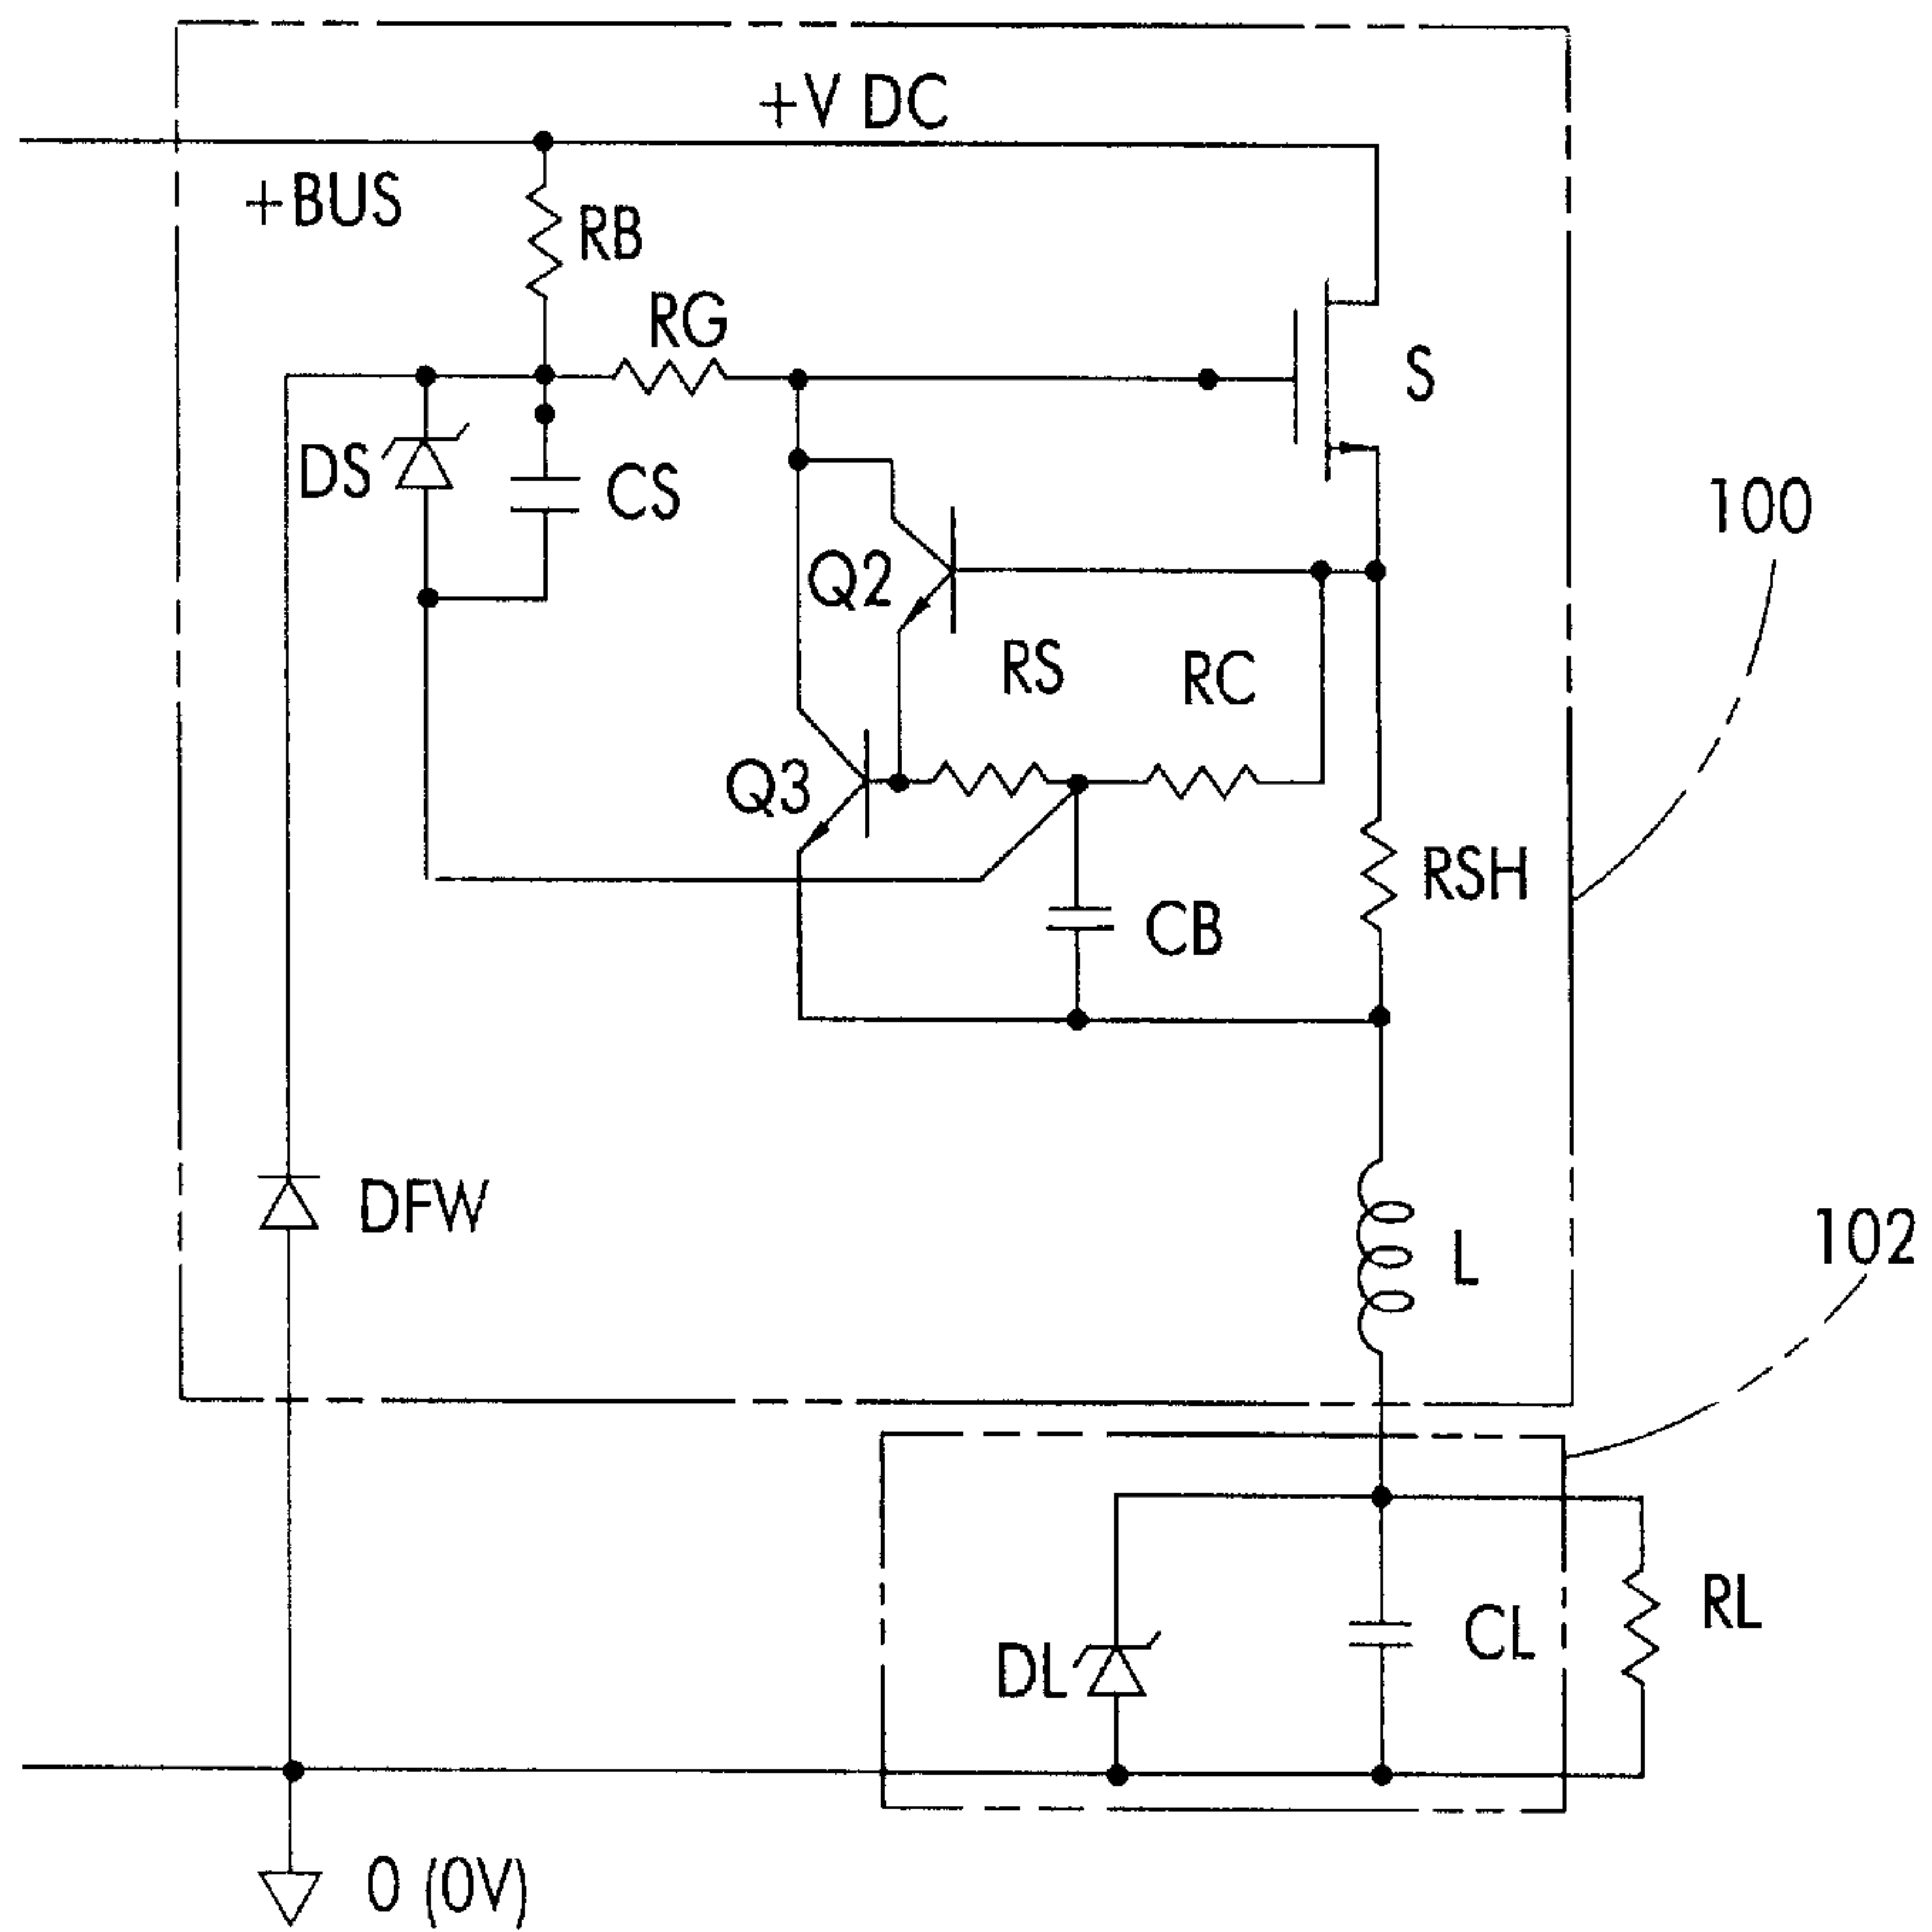 +V DC
+BUS
RB
RG
S
DS
CS
100
Q2
RS
RC
Q3
RSH
CB
DFW
L
102
RL
CL
DL
0 (0V)